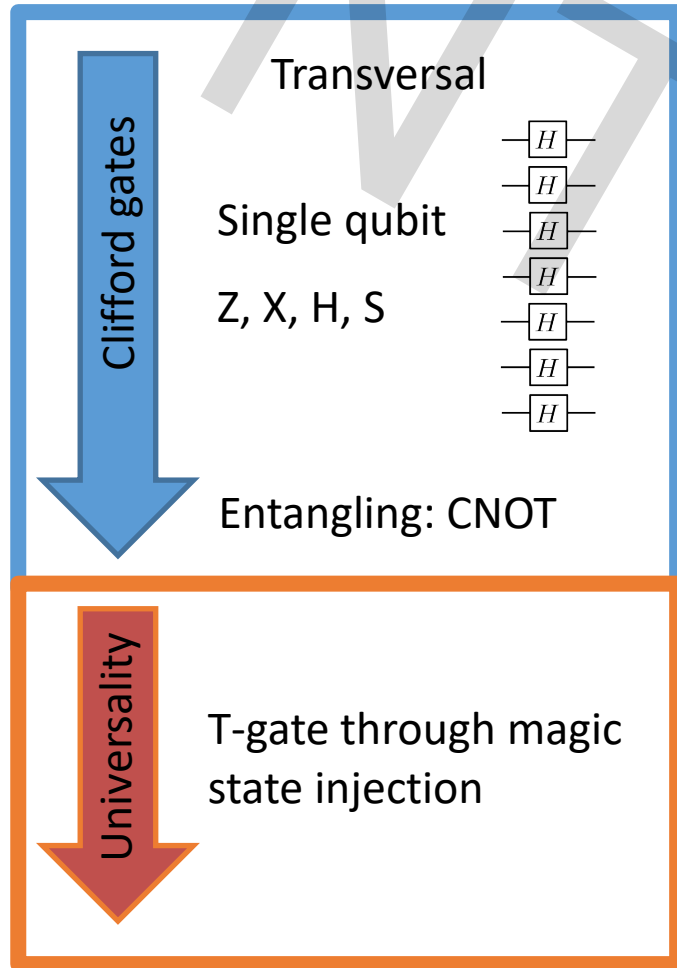 Transversal
Clifford gates
H
H
Single qubit
H
H
Z, X, H, S
H
H
H
Entangling: CNOT
Universality
T-gate through magic
state injection